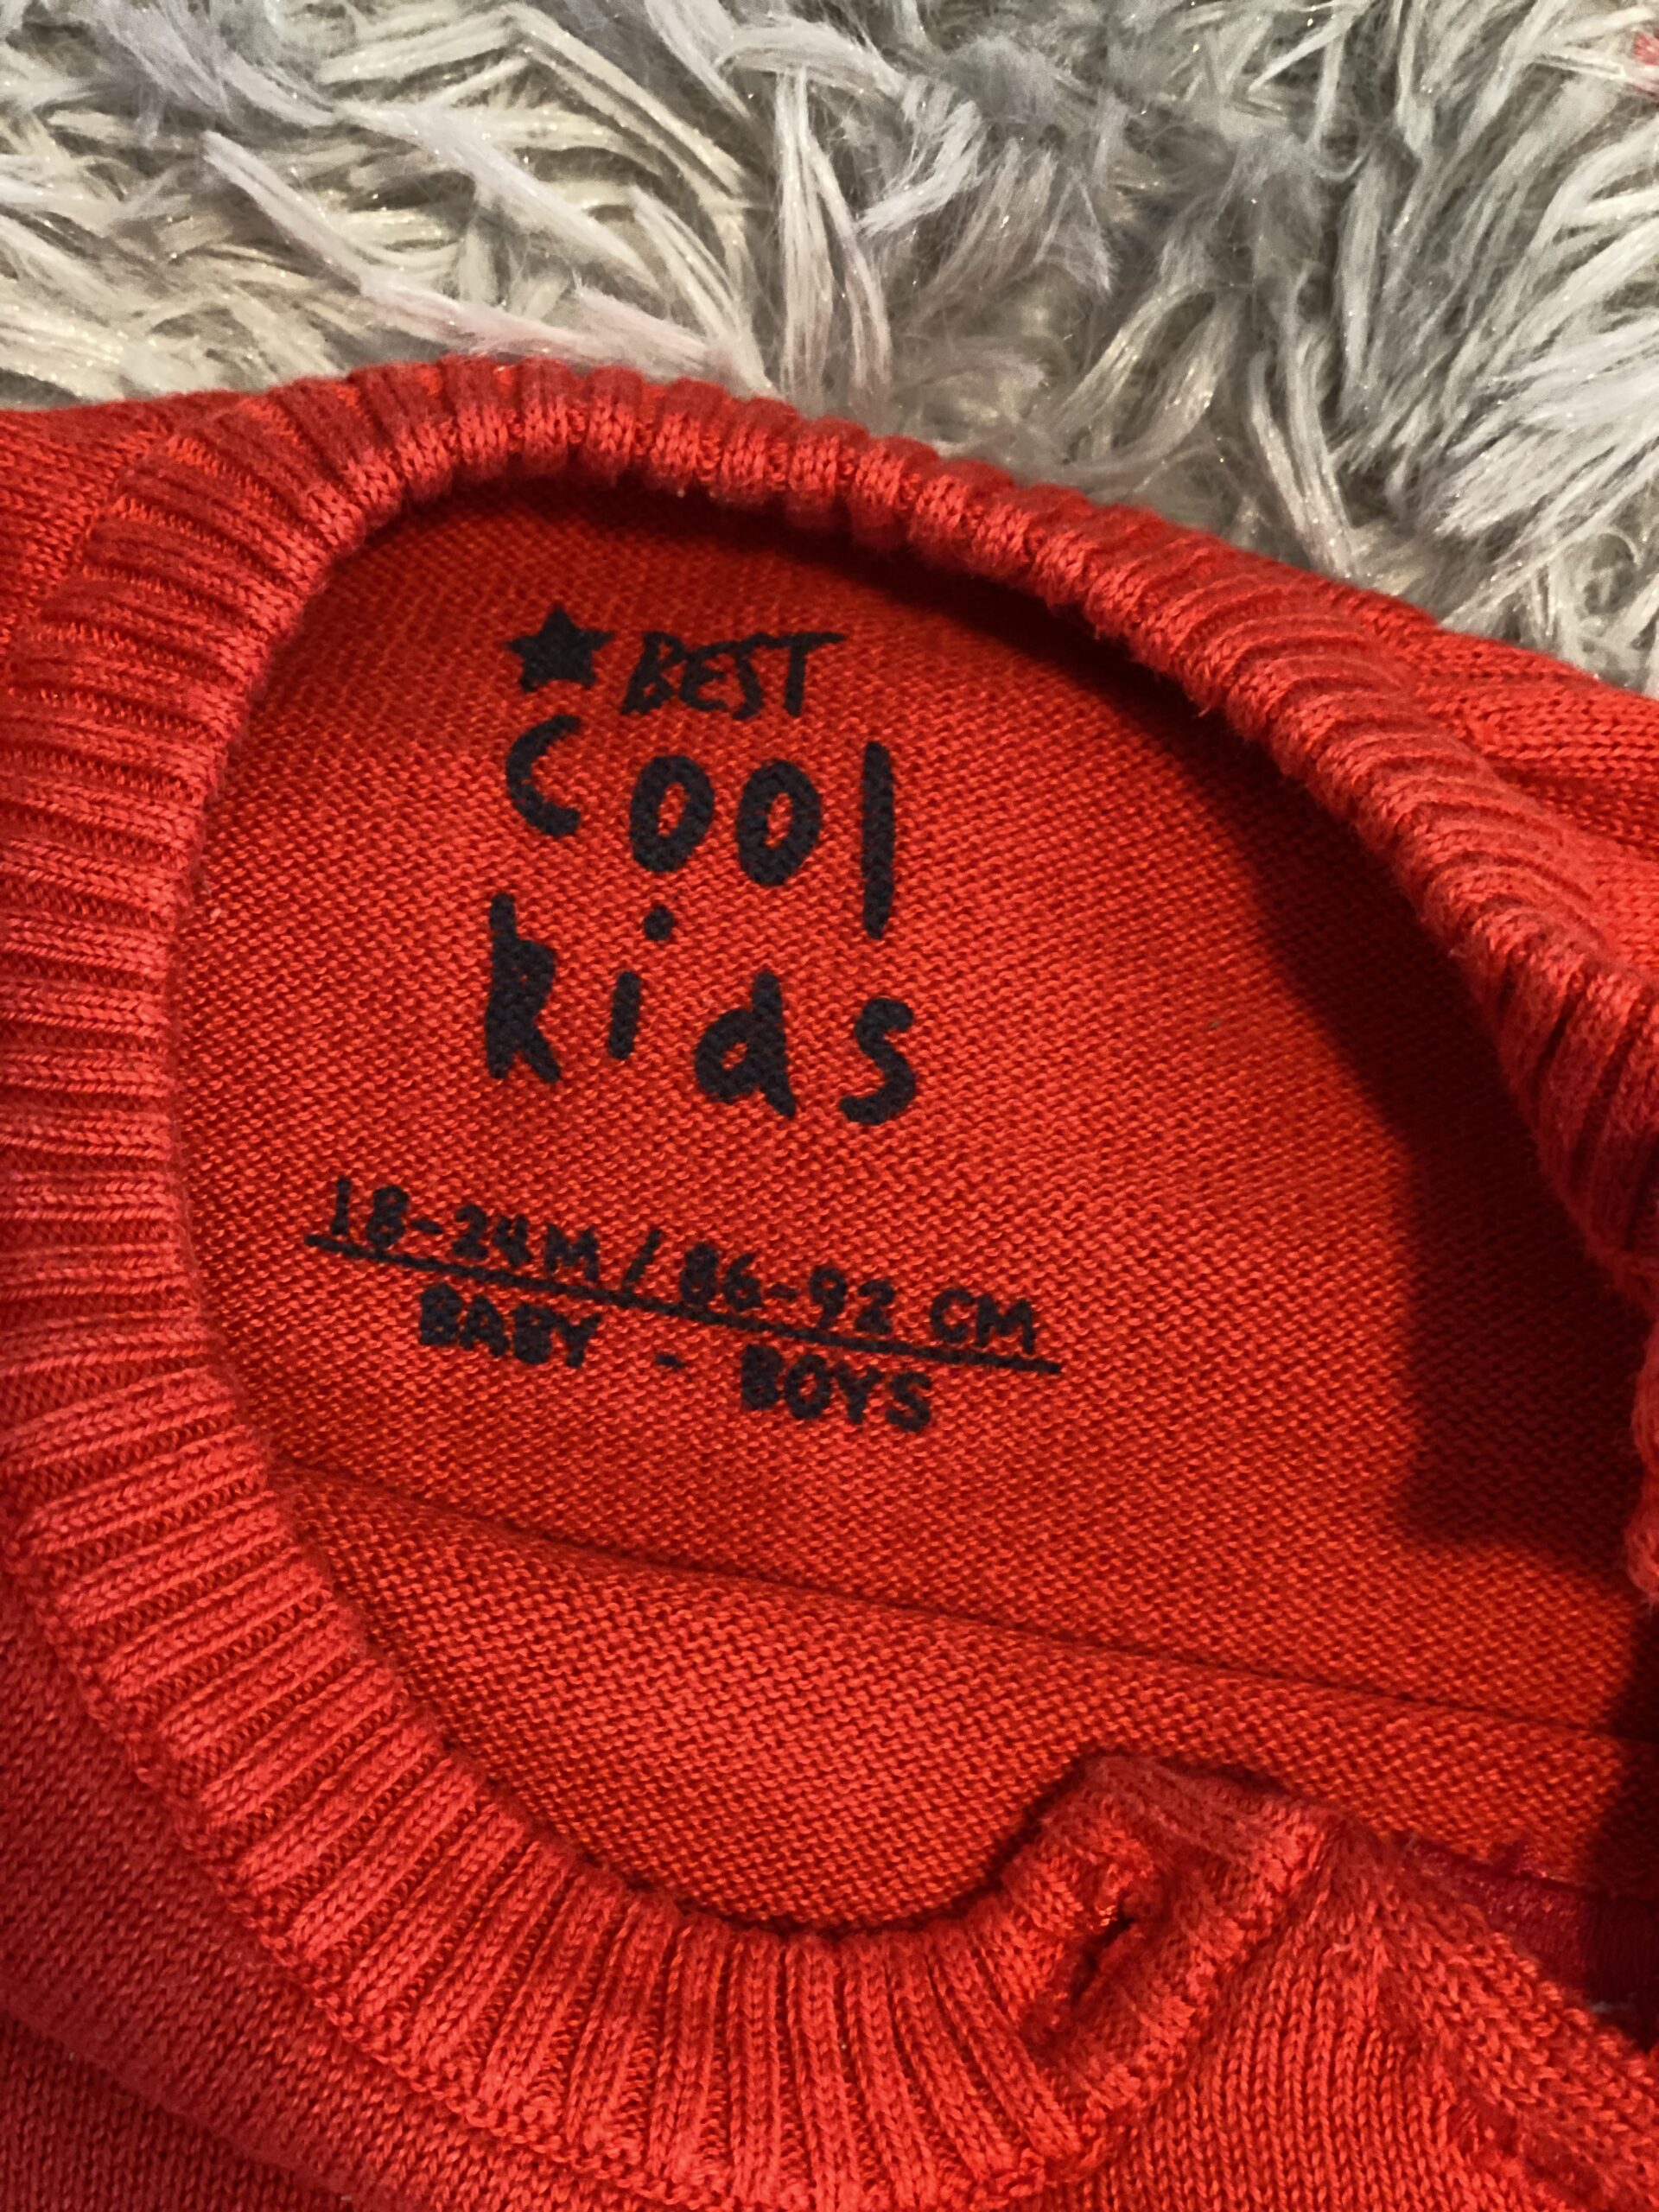 BEST
cool
kids
18-24M/86-92 CM
BABY - BOYS